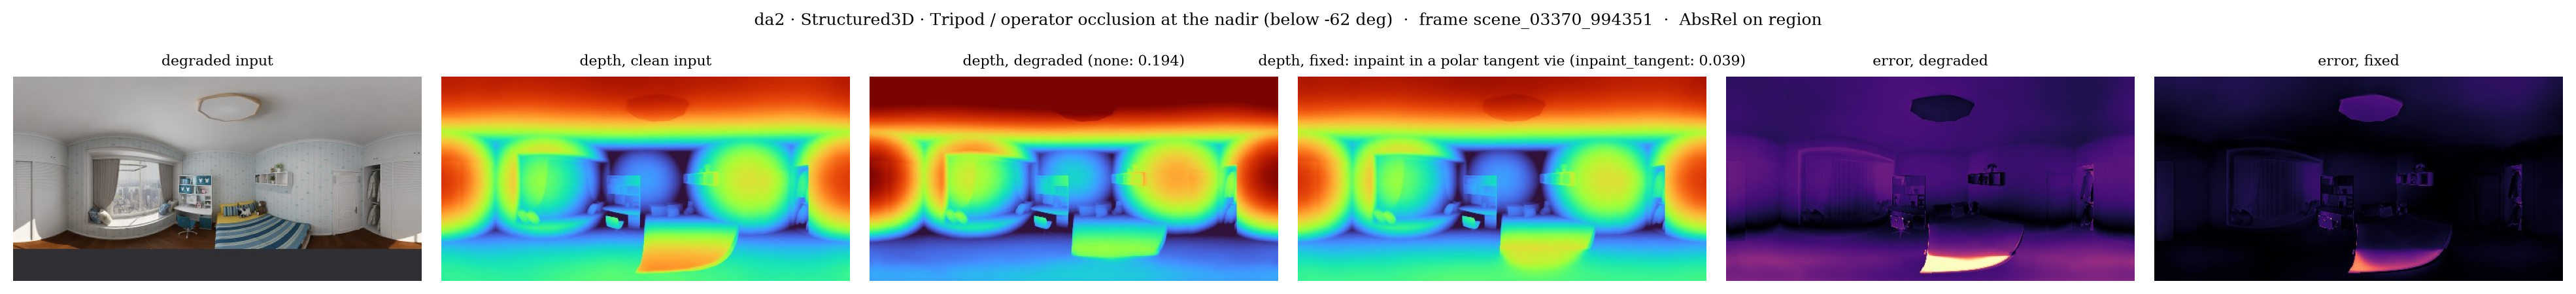 da2 · Structured3D · Tripod / operator occlusion at the nadir (below -62 deg)  ·  frame scene_03370_994351  ·  AbsRel on region
degraded input
depth, clean input
depth, degraded (none: 0.194)
depth, fixed: inpaint in a polar tangent vie (inpaint_tangent: 0.039)
error, degraded
error, fixed